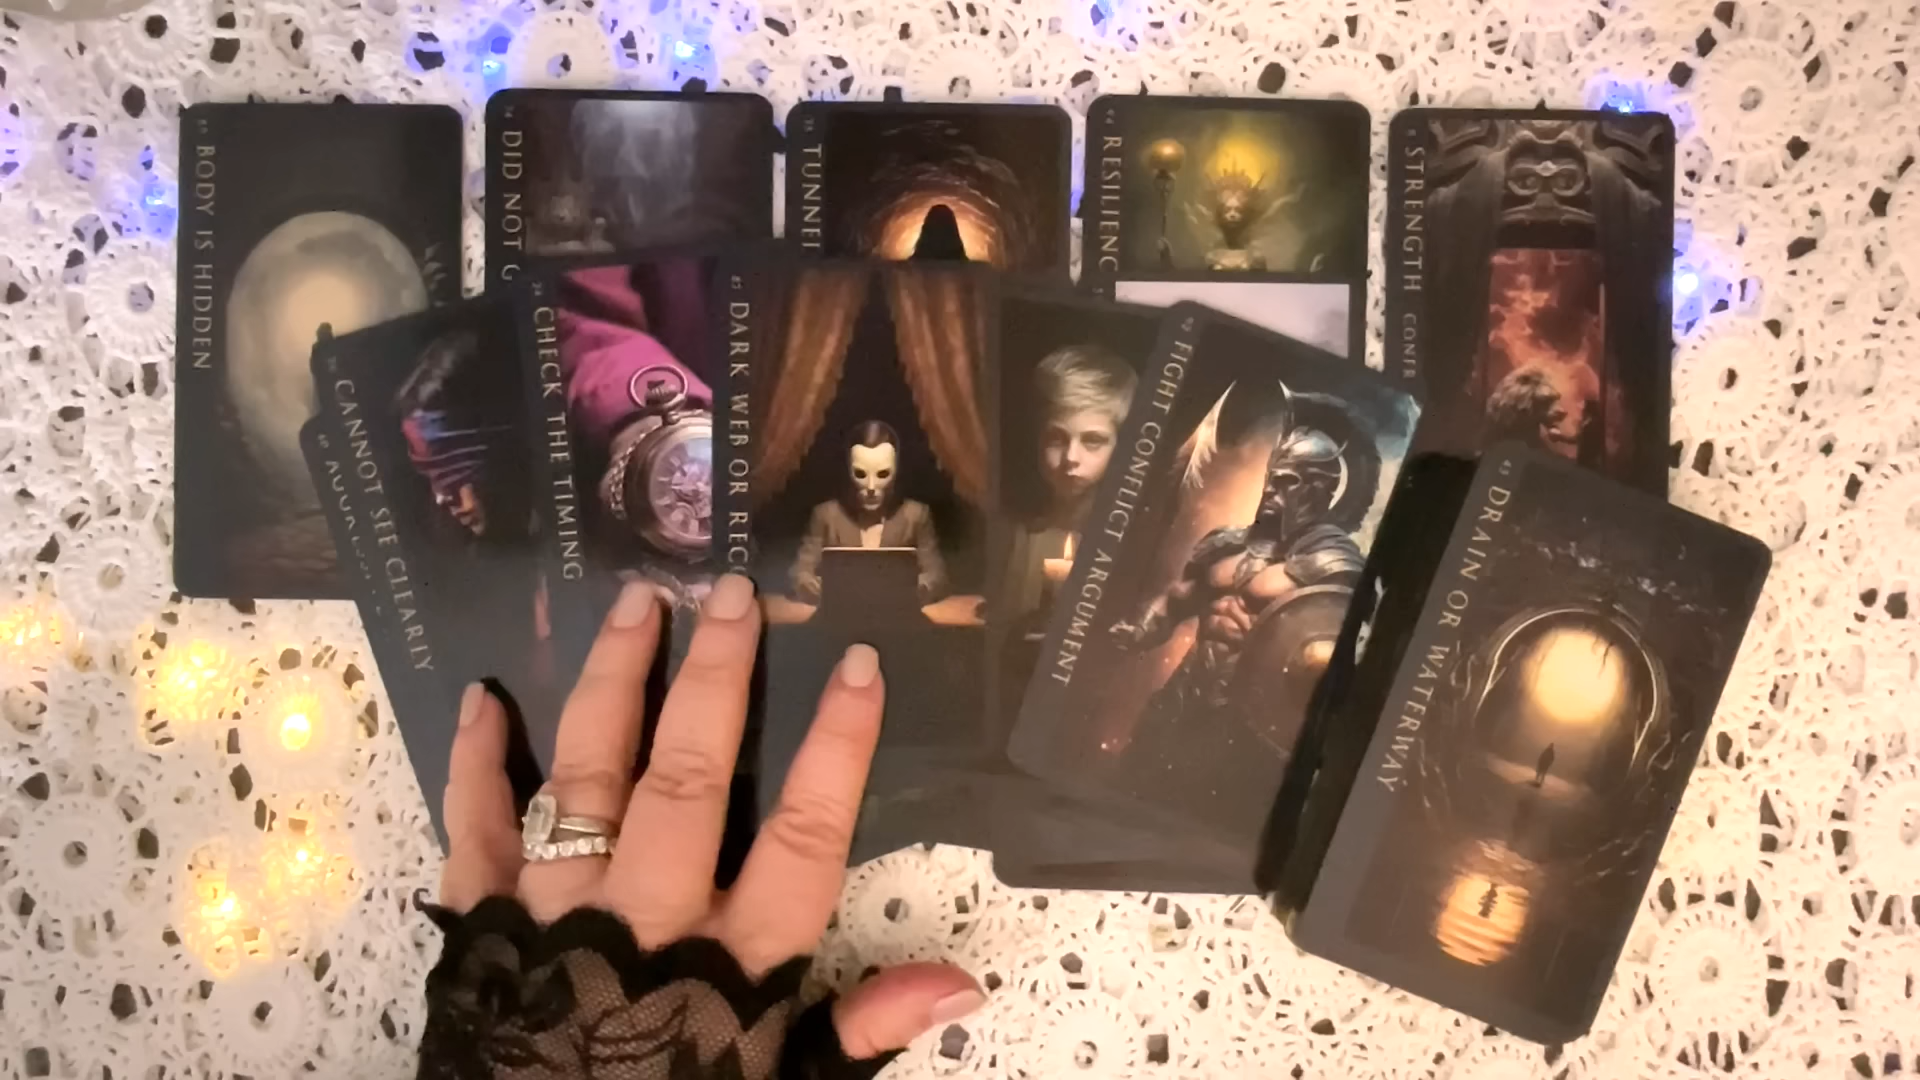 BODY IS HIDDEN
DID NOT G
TUNNEL
RESILIENC
STRENGTH
CANNOT SEE CLEARLY
CHECK THE TIMING
DARK WEB OR REC
FIGHT CONFLICT ARGUMENT
DRAIN OR WATERWAY